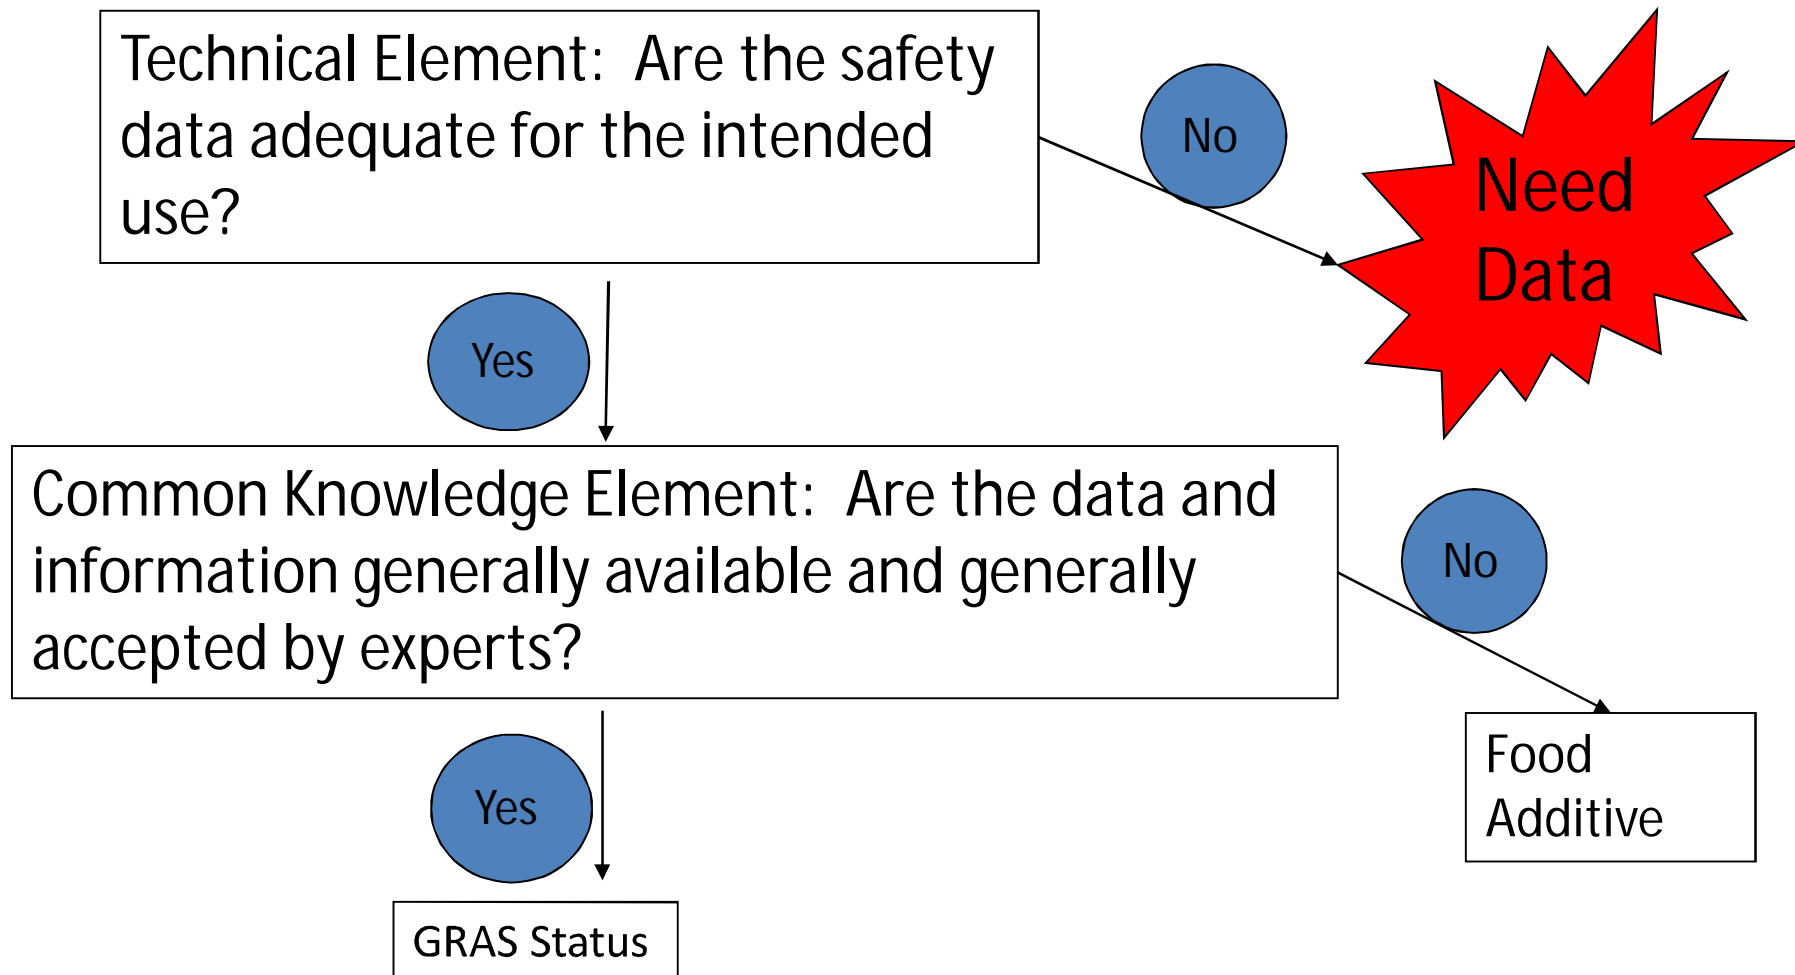 Technical Element:  Are the safety
data adequate for the intended
use?
No
Need
Data
Yes
Common Knowledge Element:  Are the data and
information generally available and generally
accepted by experts?
No
Food
Additive
Yes
GRAS Status